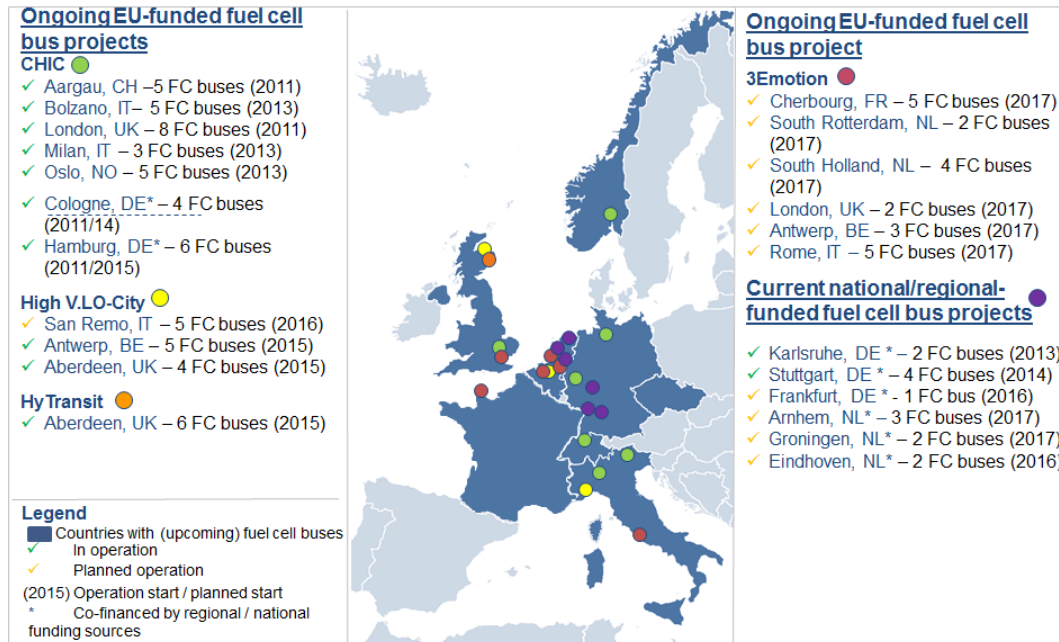 Ongoing EU-funded fuel cell
bus projects
CHIC
✓ Aargau, CH –5 FC buses (2011)
✓ Bolzano, IT– 5 FC buses (2013)
✓ London, UK – 8 FC buses (2011)
✓ Milan, IT – 3 FC buses (2013)
✓ Oslo, NO – 5 FC buses (2013)
✓ Cologne, DE* – 4 FC buses
(2011/14)
✓ Hamburg, DE* – 6 FC buses
(2011/2015)
High V.LO-City
✓ San Remo, IT – 5 FC buses (2016)
✓ Antwerp, BE – 5 FC buses (2015)
✓ Aberdeen, UK – 4 FC buses (2015)
HyTransit
✓ Aberdeen, UK – 6 FC buses (2015)
Legend
Countries with (upcoming) fuel cell buses
✓ In operation
✓ Planned operation
(2015) Operation start / planned start
* Co-financed by regional / national
funding sources
Ongoing EU-funded fuel cell
bus project
3Emotion
✓ Cherbourg, FR – 5 FC buses (2017)
✓ South Rotterdam, NL – 2 FC buses
(2017)
✓ South Holland, NL – 4 FC buses
(2017)
✓ London, UK – 2 FC buses (2017)
✓ Antwerp, BE – 3 FC buses (2017)
✓ Rome, IT – 5 FC buses (2017)
Current national/regional-
funded fuel cell bus projects
✓ Karlsruhe, DE * – 2 FC buses (2013)
✓ Stuttgart, DE * – 4 FC buses (2014)
✓ Frankfurt, DE * - 1 FC bus (2016)
✓ Arnhem, NL* – 3 FC buses (2017)
✓ Groningen, NL* – 2 FC buses (2017)
✓ Eindhoven, NL* – 2 FC buses (2016)